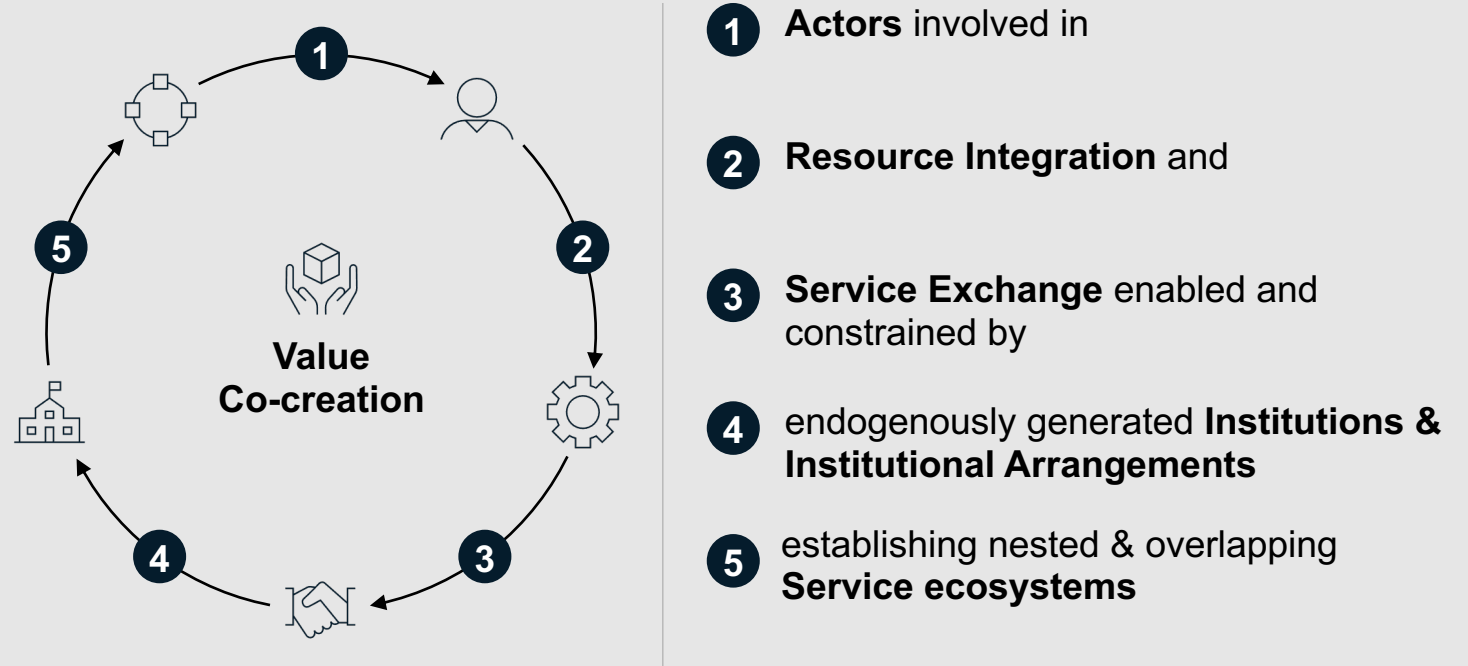 1
2
3
4
5
Value
Co-creation
1 Actors involved in
2 Resource Integration and
3 Service Exchange enabled and
constrained by
4 endogenously generated Institutions &
Institutional Arrangements
5 establishing nested & overlapping
Service ecosystems